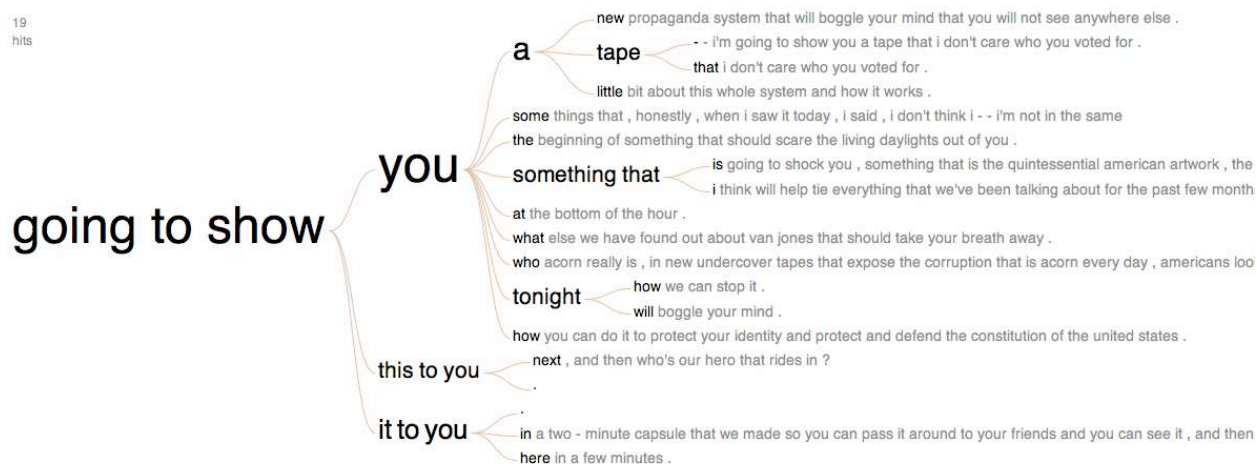 19
hits
going to show
you
a
new propaganda system that will boggle your mind that you will not see anywhere else .
tape
- - i'm going to show you a tape that i don't care who you voted for .
that i don't care who you voted for .
little bit about this whole system and how it works .
some things that , honestly , when i saw it today , i said , i don't think i - - i'm not in the same
the beginning of something that should scare the living daylights out of you .
something that
is going to shock you , something that is the quintessential american artwork , the
i think will help tie everything that we've been talking about for the past few months
at the bottom of the hour .
what else we have found out about van jones that should take your breath away .
who acorn really is , in new undercover tapes that expose the corruption that is acorn every day , americans loo
tonight
how we can stop it .
will boggle your mind .
how you can do it to protect your identity and protect and defend the constitution of the united states .
this to you
next , and then who's our hero that rides in ?
.
it to you
.
in a two - minute capsule that we made so you can pass it around to your friends and you can see it , and then
here in a few minutes .